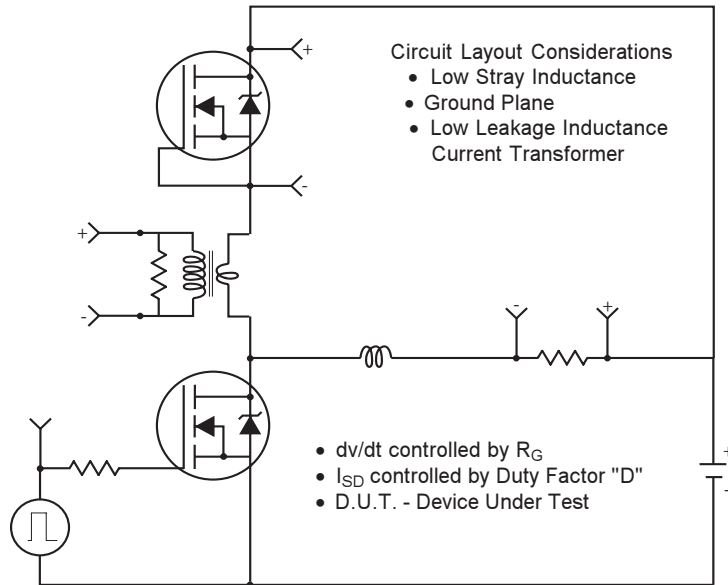 +
Circuit Layout Considerations
• Low Stray Inductance
• Ground Plane
• Low Leakage Inductance
Current Transformer
-
+
-
-
+
• dv/dt controlled by RG
• ISD controlled by Duty Factor "D"
• D.U.T. - Device Under Test
+
-